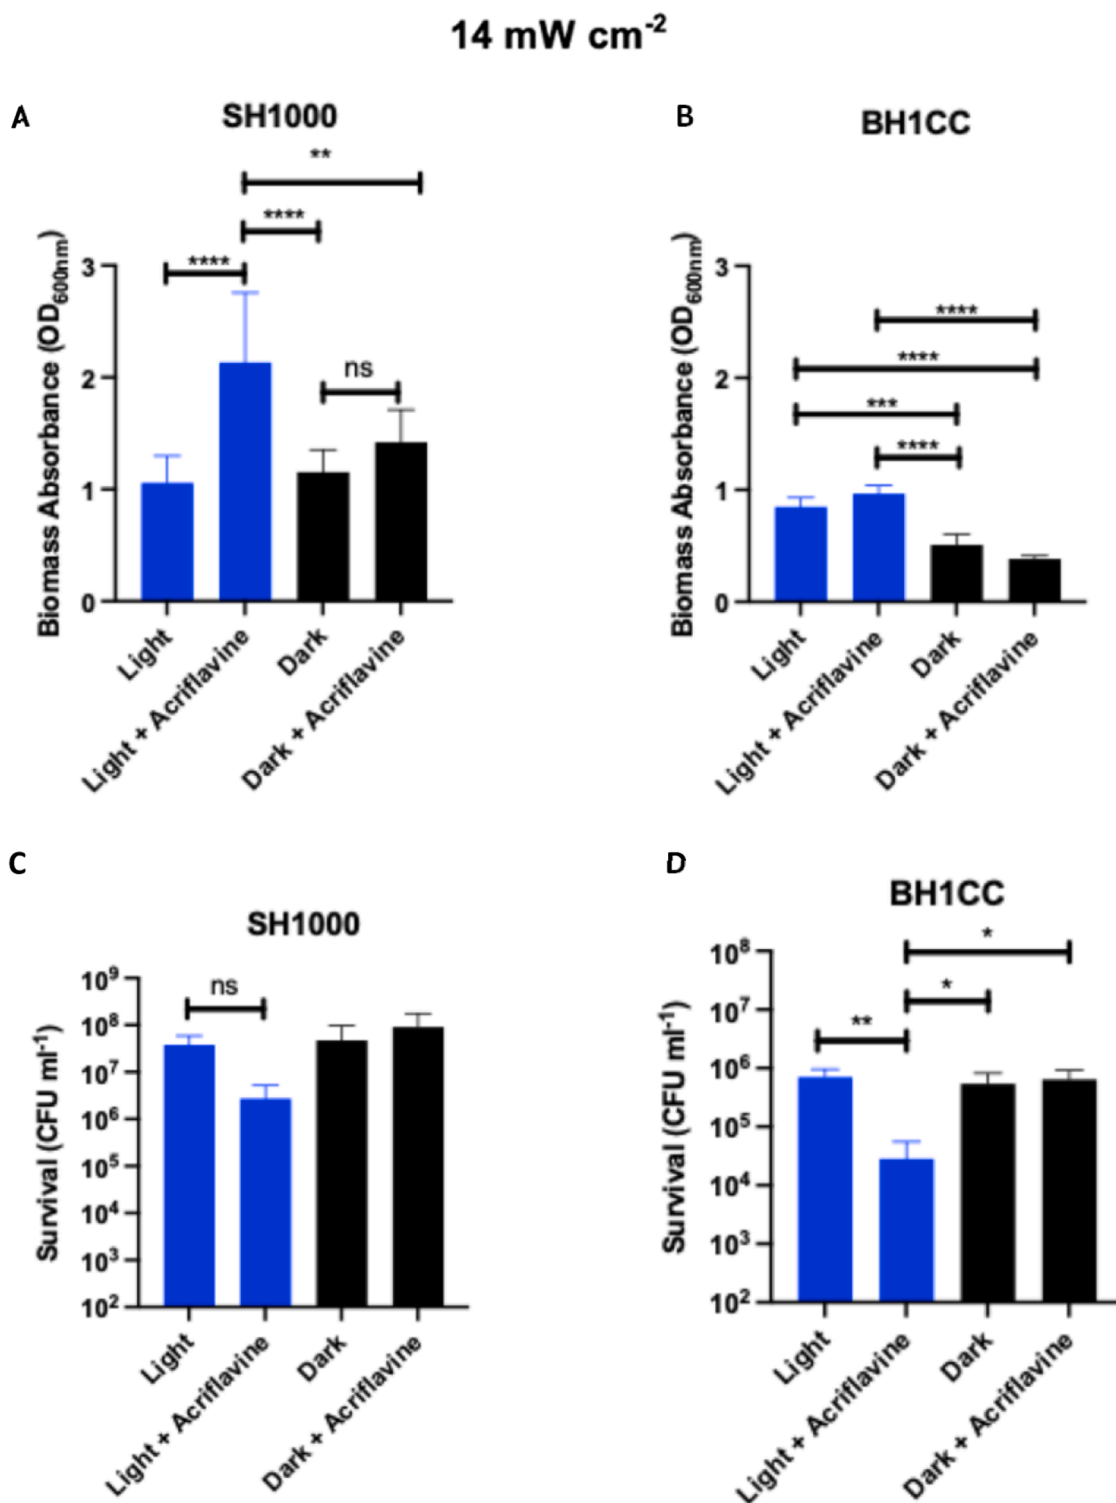 14 mW cm⁻²
A
SH1000
**
****
****
ns
Biomass Absorbance (OD₆₀₀ₙₘ)
3
2
1
0
Light
Light + Acriflavine
Dark
Dark + Acriflavine
B
BH1CC
****
****
***
****
Biomass Absorbance (OD₆₀₀ₙₘ)
3
2
1
0
Light
Light + Acriflavine
Dark
Dark + Acriflavine
C
SH1000
ns
Survival (CFU ml⁻¹)
10⁹
10⁸
10⁷
10⁶
10⁵
10⁴
10³
10²
Light
Light + Acriflavine
Dark
Dark + Acriflavine
D
BH1CC
*
*
**
Survival (CFU ml⁻¹)
10⁸
10⁷
10⁶
10⁵
10⁴
10³
10²
Light
Light + Acriflavine
Dark
Dark + Acriflavine